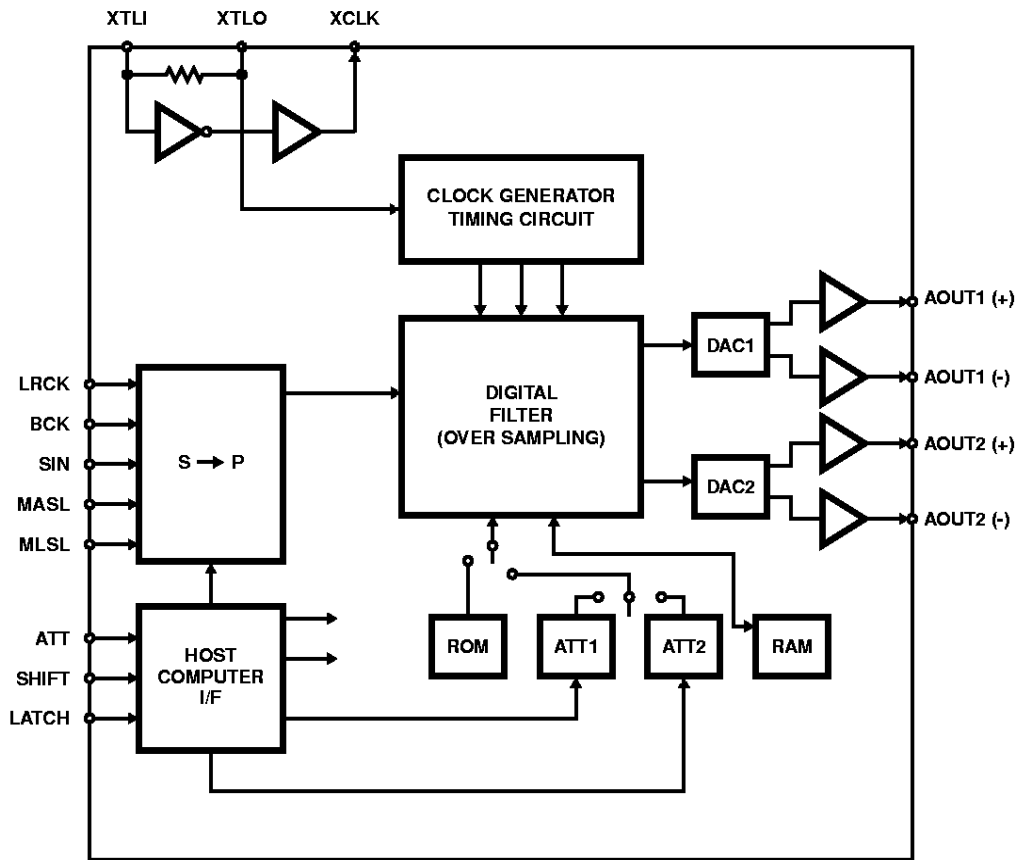 XTLI
XTLO
XCLK
CLOCK GENERATOR
TIMING CIRCUIT
AOUT1 (+)
DAC1
AOUT1 (-)
LRCK
BCK
SIN
MASL
MLSL
S → P
DIGITAL
FILTER
(OVER SAMPLING)
AOUT2 (+)
DAC2
AOUT2 (-)
ATT
SHIFT
LATCH
HOST
COMPUTER
I/F
ROM
ATT1
ATT2
RAM